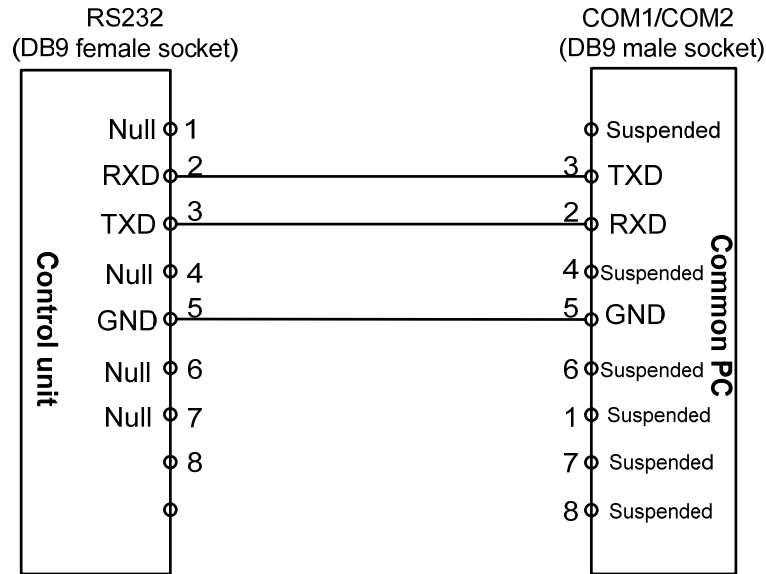 RS232
(DB9 female socket)
COM1/COM2
(DB9 male socket)
Control unit
Null 1
RXD 2
TXD 3
Null 4
GND 5
Null 6
Null 7
8
Suspended
3 TXD
2 RXD
4 Suspended
5 GND
6 Suspended
1 Suspended
7 Suspended
8 Suspended
Common PC